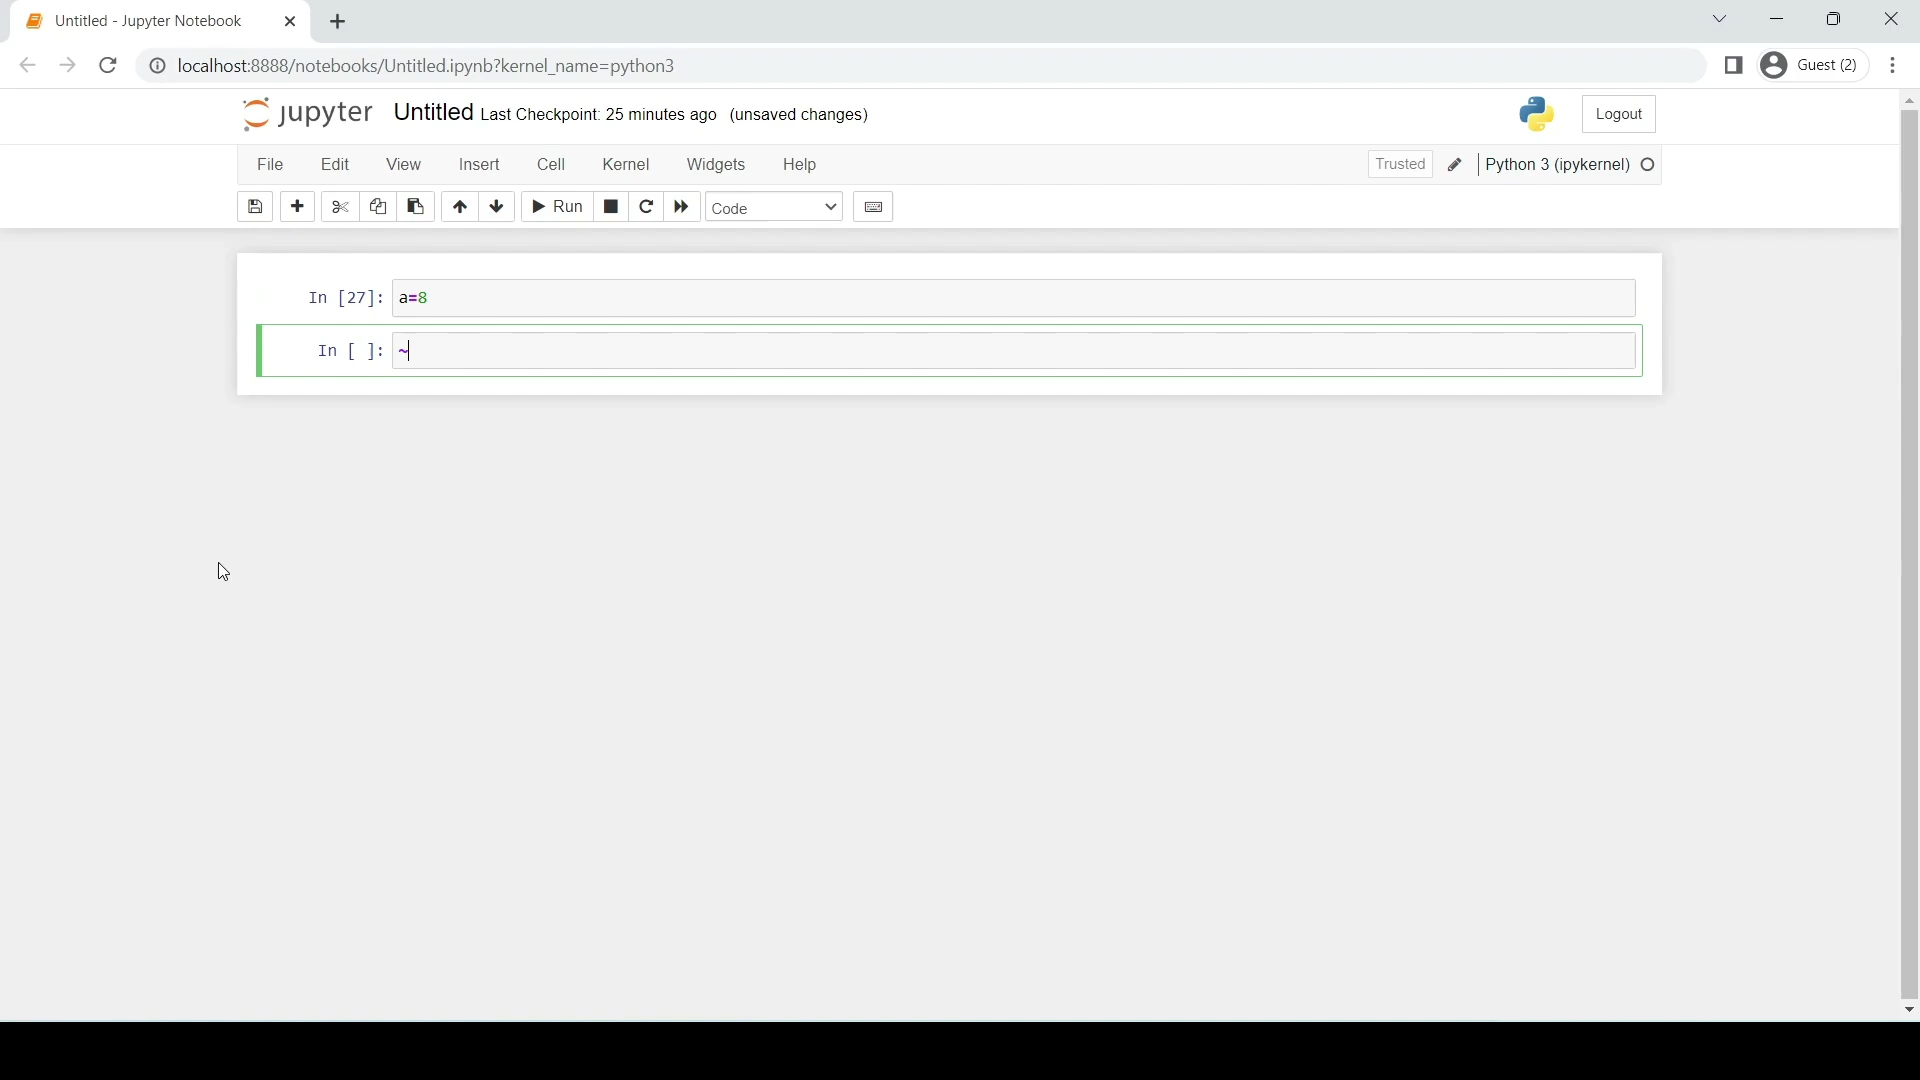 Untitled - Jupyter Notebook
localhost:8888/notebooks/Untitled.ipynb?kernel_name=python3
Guest (2)
jupyter Untitled Last Checkpoint: 25 minutes ago (unsaved changes)
Logout
File Edit View Insert Cell Kernel Widgets Help
Trusted
Python 3 (ipykernel)
Run
Code
In [27]: a=8
In [ ]: ~